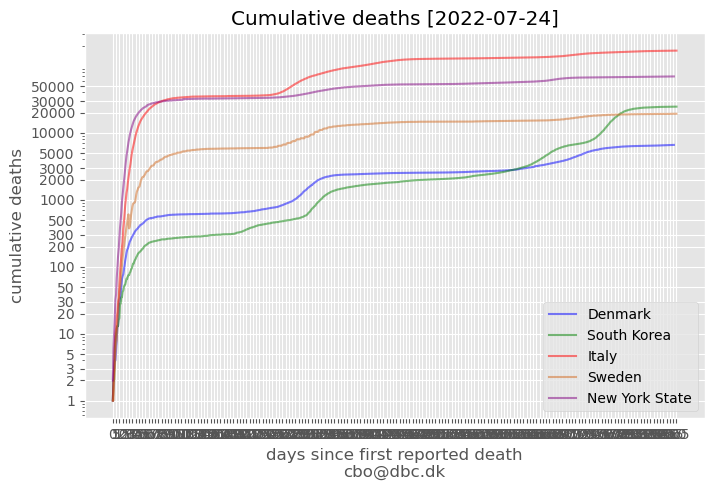 Cumulative deaths [2022-07-24]
cumulative deaths
50000
30000
20000
10000
5000
3000
2000
1000
500
300
200
100
50
30
20
10
5
3
2
1
Denmark
South Korea
Italy
Sweden
New York State
days since first reported death
cbo@dbc.dk